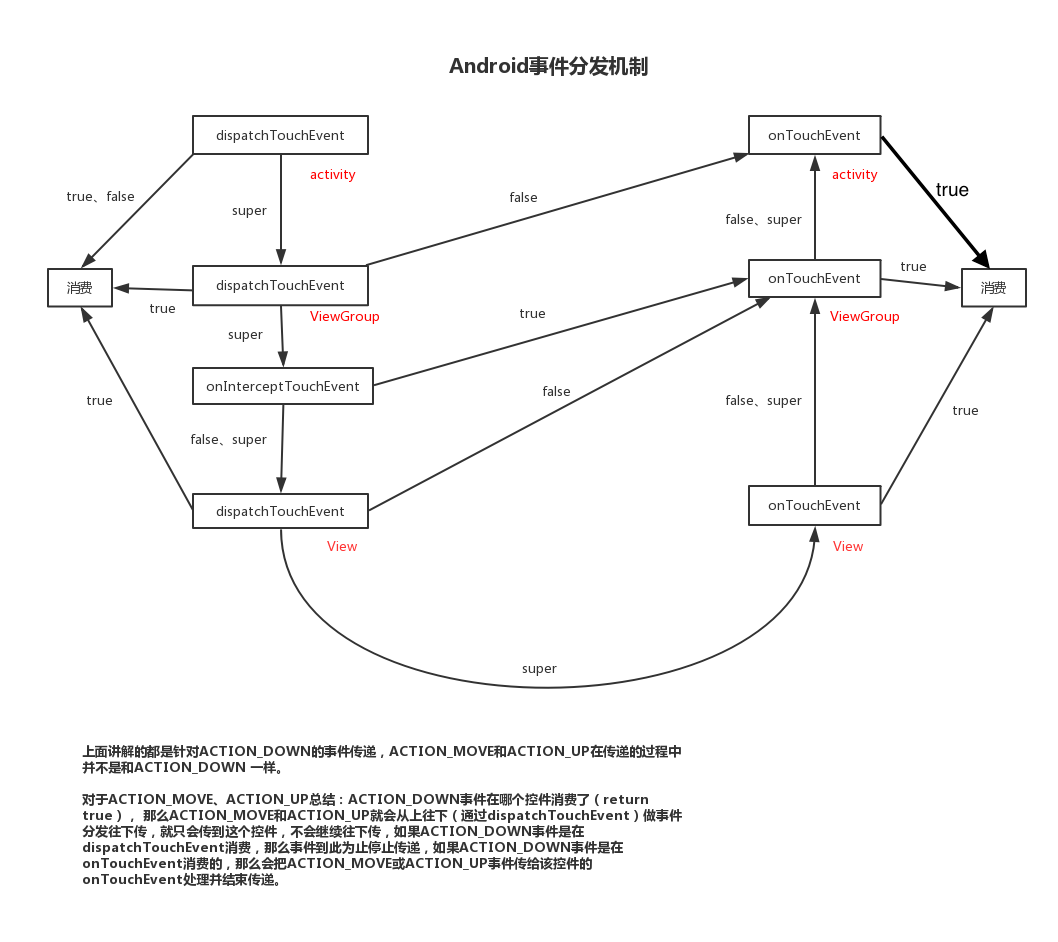 Android事件分发机制
dispatchTouchEvent
onTouchEvent
activity
activity
true、false
super
false
false、super
true
dispatchTouchEvent
onTouchEvent
消费
true
消费
true
ViewGroup
ViewGroup
super
true
onInterceptTouchEvent
false
true
false、super
true
false、super
dispatchTouchEvent
onTouchEvent
View
View
super
上面讲解的都是针对ACTION_DOWN的事件传递，ACTION_MOVE和ACTION_UP在传递的过程中
并不是和ACTION_DOWN 一样。
对于ACTION_MOVE、ACTION_UP总结：ACTION_DOWN事件在哪个控件消费了（return
true）， 那么ACTION_MOVE和ACTION_UP就会从上往下（通过dispatchTouchEvent）做事件
分发往下传，就只会传到这个控件，不会继续往下传，如果ACTION_DOWN事件是在
dispatchTouchEvent消费，那么事件到此为止停止传递，如果ACTION_DOWN事件是在
onTouchEvent消费的，那么会把ACTION_MOVE或ACTION_UP事件传给该控件的
onTouchEvent处理并结束传递。